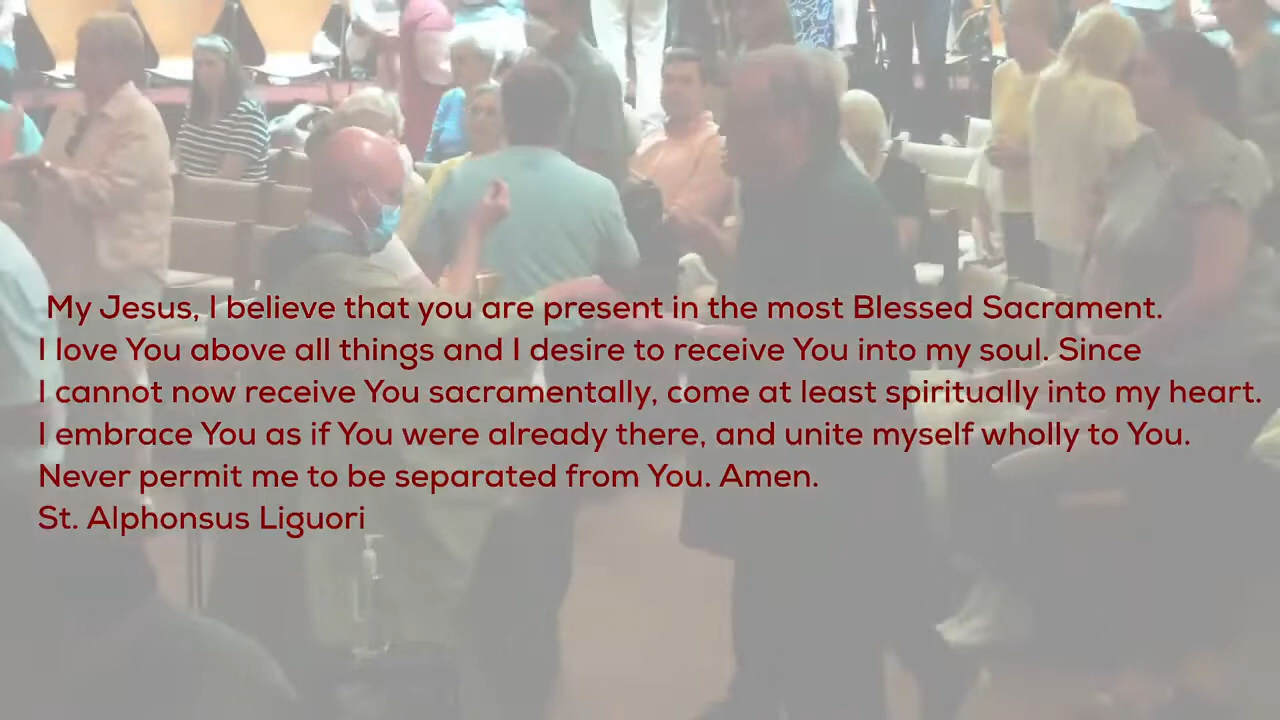 My Jesus, I believe that you are present in the most Blessed Sacrament.
I love You above all things and I desire to receive You into my soul. Since
I cannot now receive You sacramentally, come at least spiritually into my heart.
I embrace You as if You were already there, and unite myself wholly to You.
Never permit me to be separated from You. Amen.
St. Alphonsus Liguori